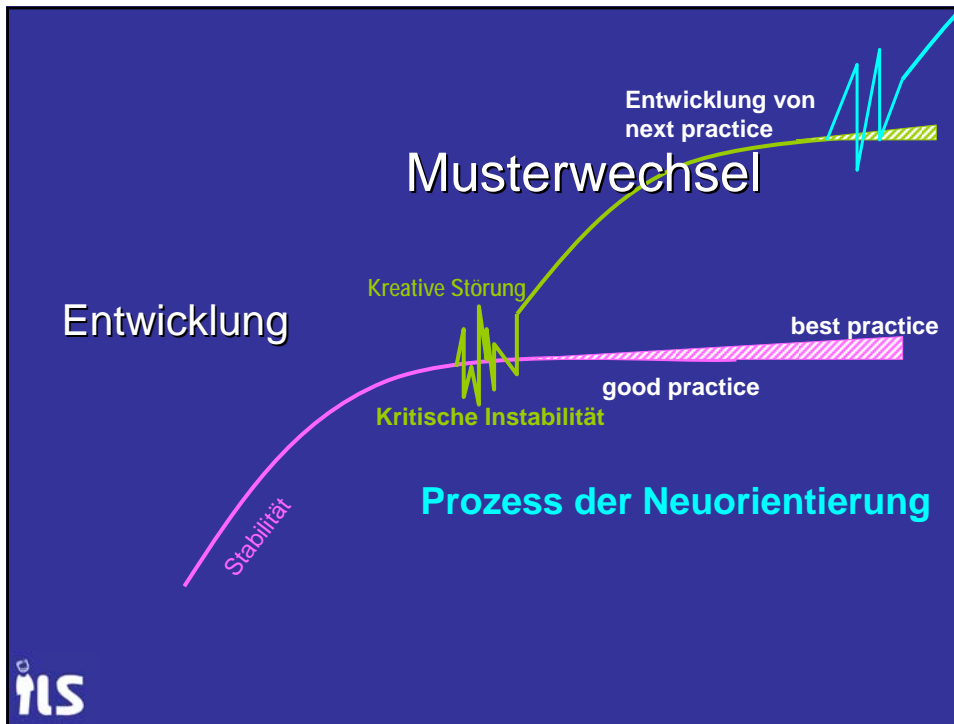 Entwicklung von
next practice
Musterwechsel
Kreative Störung
Entwicklung
best practice
good practice
Kritische Instabilität
Stabilität
Prozess der Neuorientierung
ILS